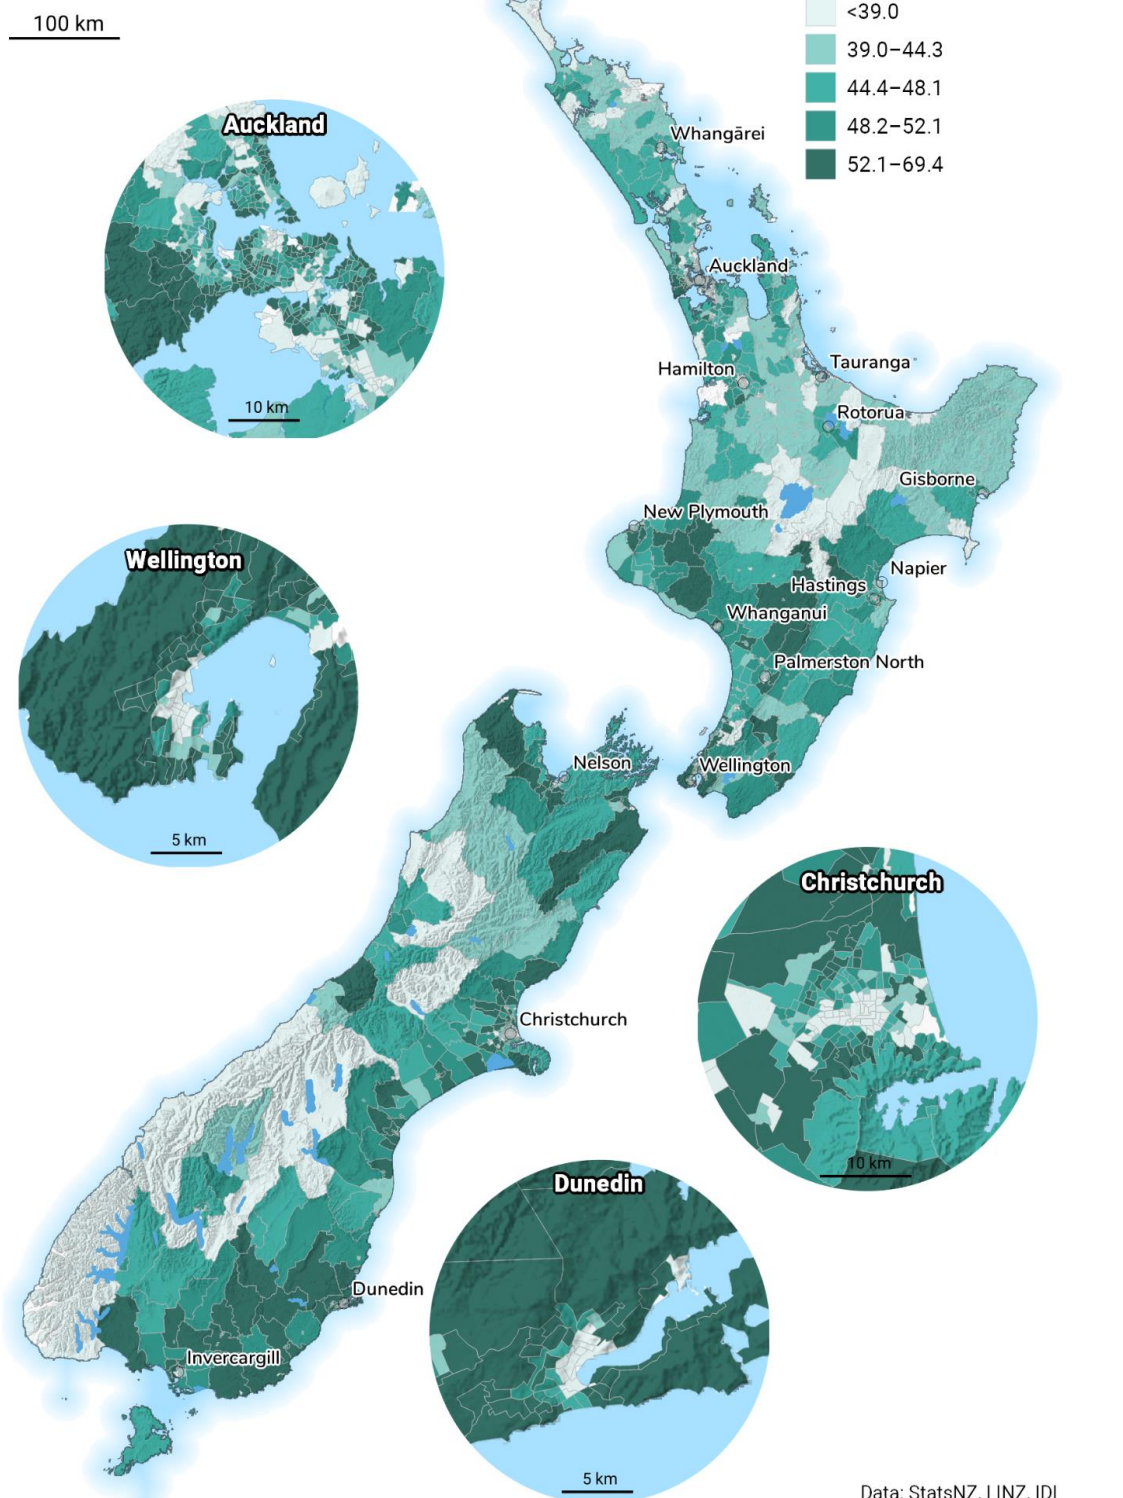 100 km
<39.0
39.0–44.3
44.4–48.1
48.2–52.1
52.1–69.4
Auckland
10 km
Whangārei
Auckland
Hamilton
Tauranga
Rotorua
Gisborne
New Plymouth
Napier
Hastings
Whanganui
Palmerston North
Wellington
5 km
Nelson
Wellington
Christchurch
10 km
Christchurch
Dunedin
5 km
Dunedin
Invercargill
Data: StatsNZ, LINZ, IDI